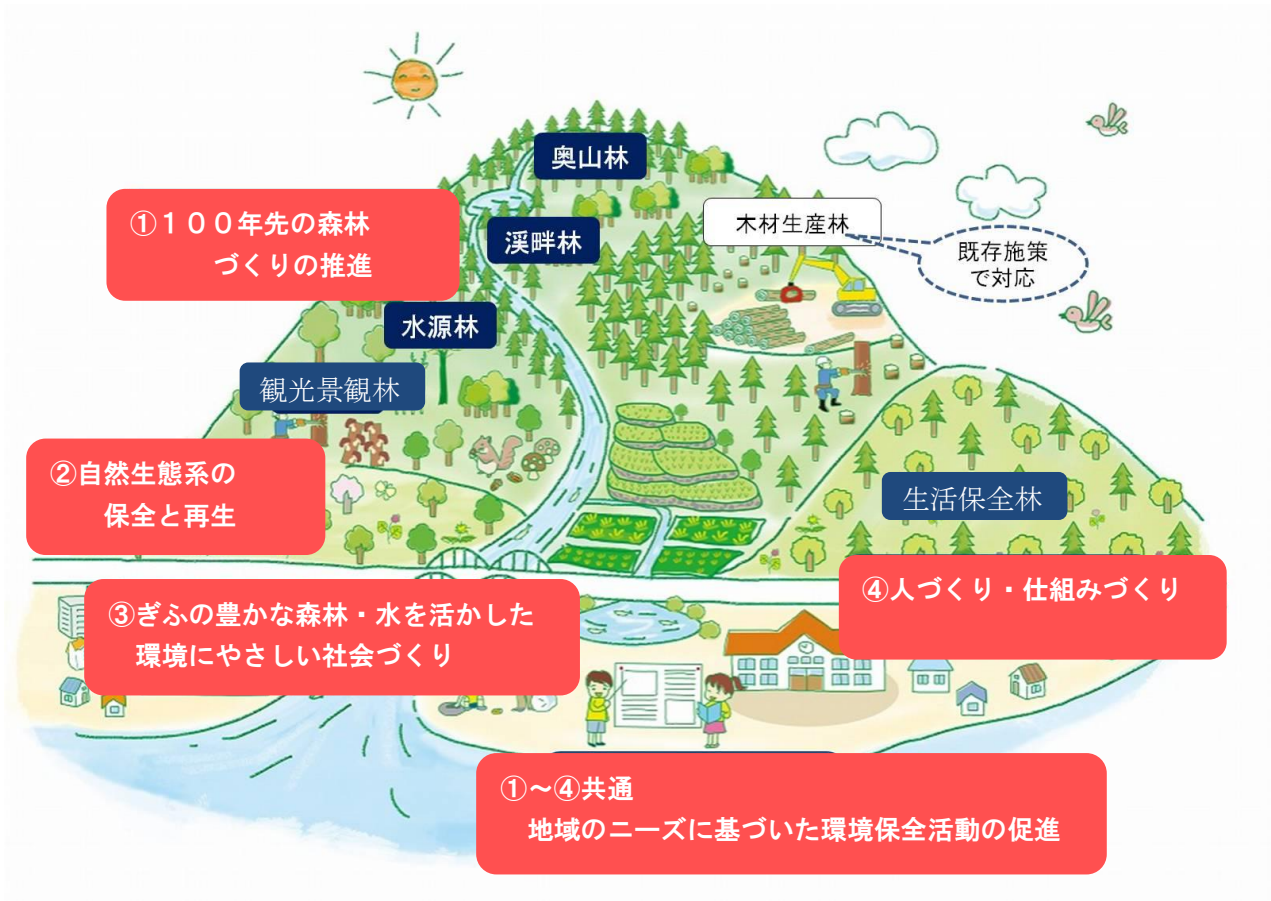 奥山林
①１００年先の森林
づくりの推進
渓畔林
木材生産林
既存施策
で対応
水源林
観光景観林
②自然生態系の
保全と再生
生活保全林
③ぎふの豊かな森林・水を活かした
環境にやさしい社会づくり
④人づくり・仕組みづくり
①～④共通
地域のニーズに基づいた環境保全活動の促進